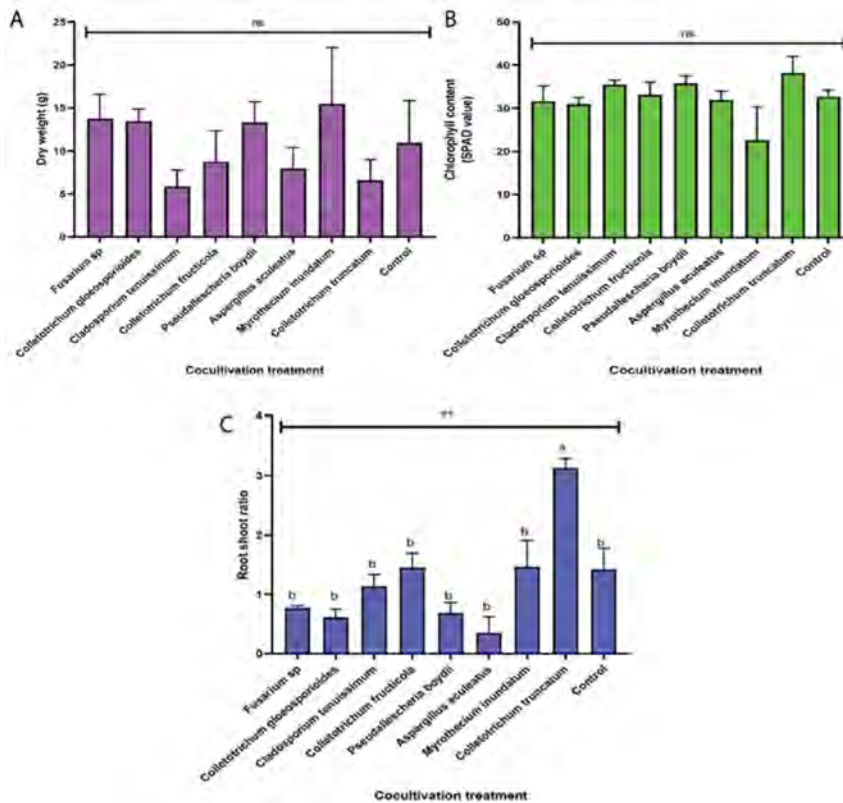 A
ns
Dry weight (g)
25
20
15
10
5
0
Fusarium sp
Colletotrichum gloeosporioides
Cladosporium tenuissimum
Colletotrichum fructicola
Pseudallescheria boydii
Aspergillus aculeatus
Myrothecium inundatum
Colletotrichum truncatum
Control
Cocultivation treatment
B
ns
Chlorophyll content
(SPAD value)
50
40
30
20
10
0
Fusarium sp
Colletotrichum gloeosporioides
Cladosporium tenuissimum
Colletotrichum fructicola
Pseudallescheria boydii
Aspergillus aculeatus
Myrothecium inundatum
Colletotrichum truncatum
Control
Cocultivation treatment
C
**
Root shoot ratio
4
3
2
1
0
b
b
b
b
b
b
b
a
b
Fusarium sp
Colletotrichum gloeosporioides
Cladosporium tenuissimum
Colletotrichum fructicola
Pseudallescheria boydii
Aspergillus aculeatus
Myrothecium inundatum
Colletotrichum truncatum
Control
Cocultivation treatment